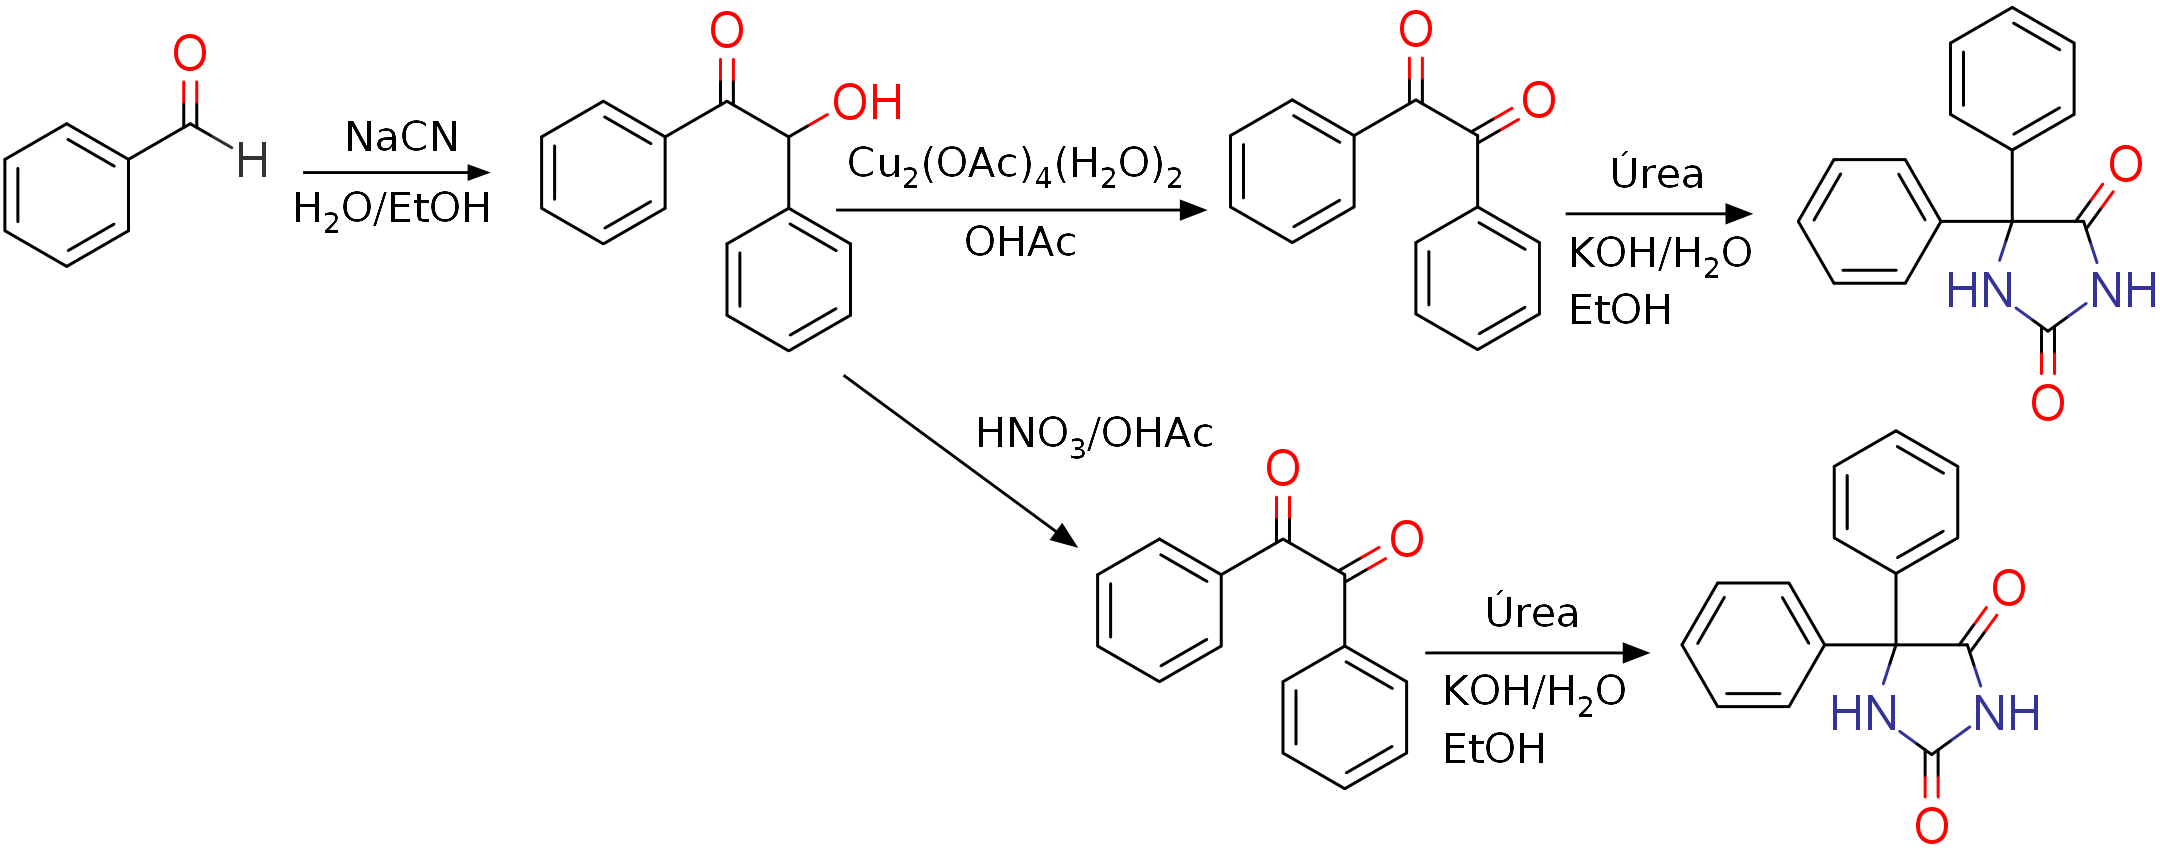 O
H
NaCN
H₂O/EtOH
O
OH
Cu₂(OAc)₄(H₂O)₂
OHAc
O
O
Úrea
KOH/H₂O
EtOH
O
HN
NH
O
HNO₃/OHAc
O
O
Úrea
KOH/H₂O
EtOH
O
HN
NH
O